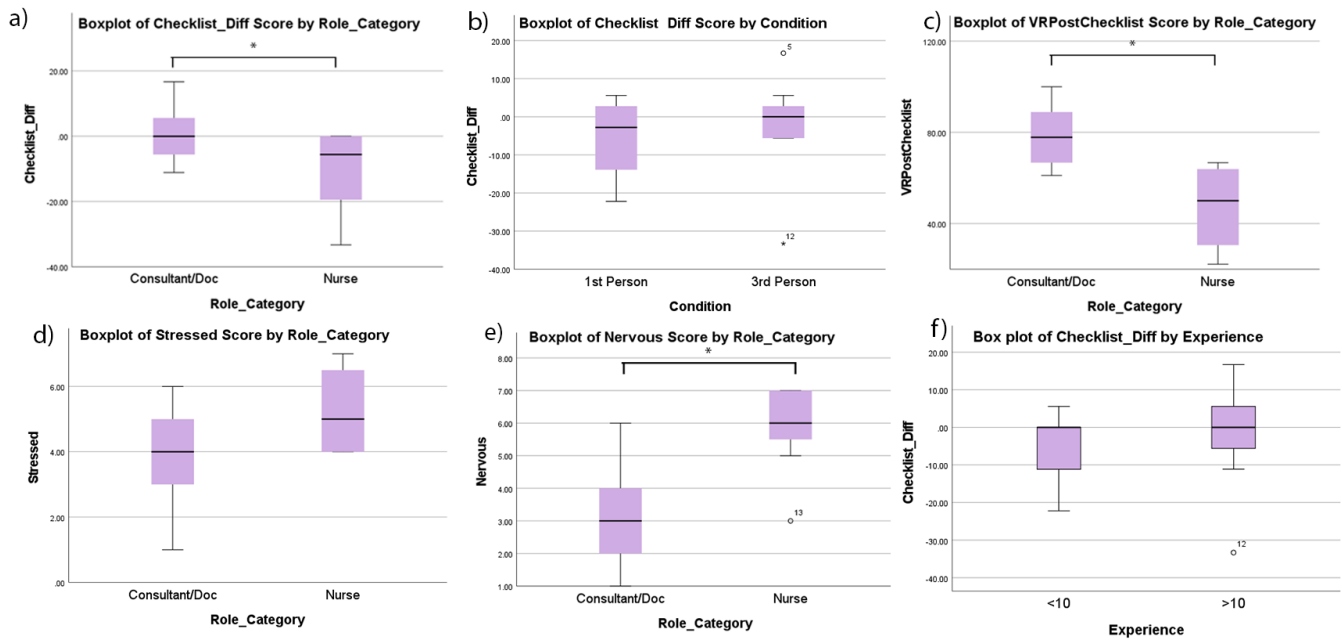 a)
Boxplot of Checklist_Diff Score by Role_Category
*
20.00
.00
-20.00
-40.00
Checklist_Diff
Consultant/Doc Nurse
Role_Category
b)
Boxplot of Checklist Diff Score by Condition
20.00
10.00
.00
-10.00
-20.00
-30.00
-40.00
Checklist_Diff
5
12
1st Person 3rd Person
Condition
c)
Boxplot of VRPostChecklist Score by Role_Category
*
120.00
80.00
40.00
VRPostChecklist
Consultant/Doc Nurse
Role_Category
d)
Boxplot of Stressed Score by Role_Category
6.00
4.00
2.00
.00
Stressed
Consultant/Doc Nurse
Role_Category
e)
Boxplot of Nervous Score by Role_Category
*
8.00
7.00
6.00
5.00
4.00
3.00
2.00
1.00
Nervous
13
Consultant/Doc Nurse
Role_Category
f)
Box plot of Checklist_Diff by Experience
20.00
10.00
.00
-10.00
-20.00
-30.00
-40.00
Checklist_Diff
12
<10 >10
Experience